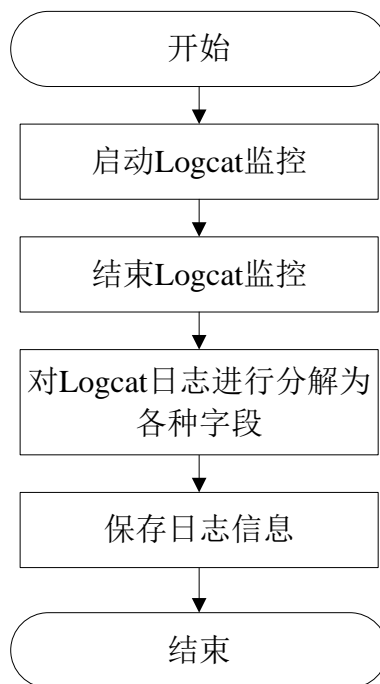 开始
启动Logcat监控
结束Logcat监控
对Logcat日志进行分解为
各种字段
保存日志信息
结束